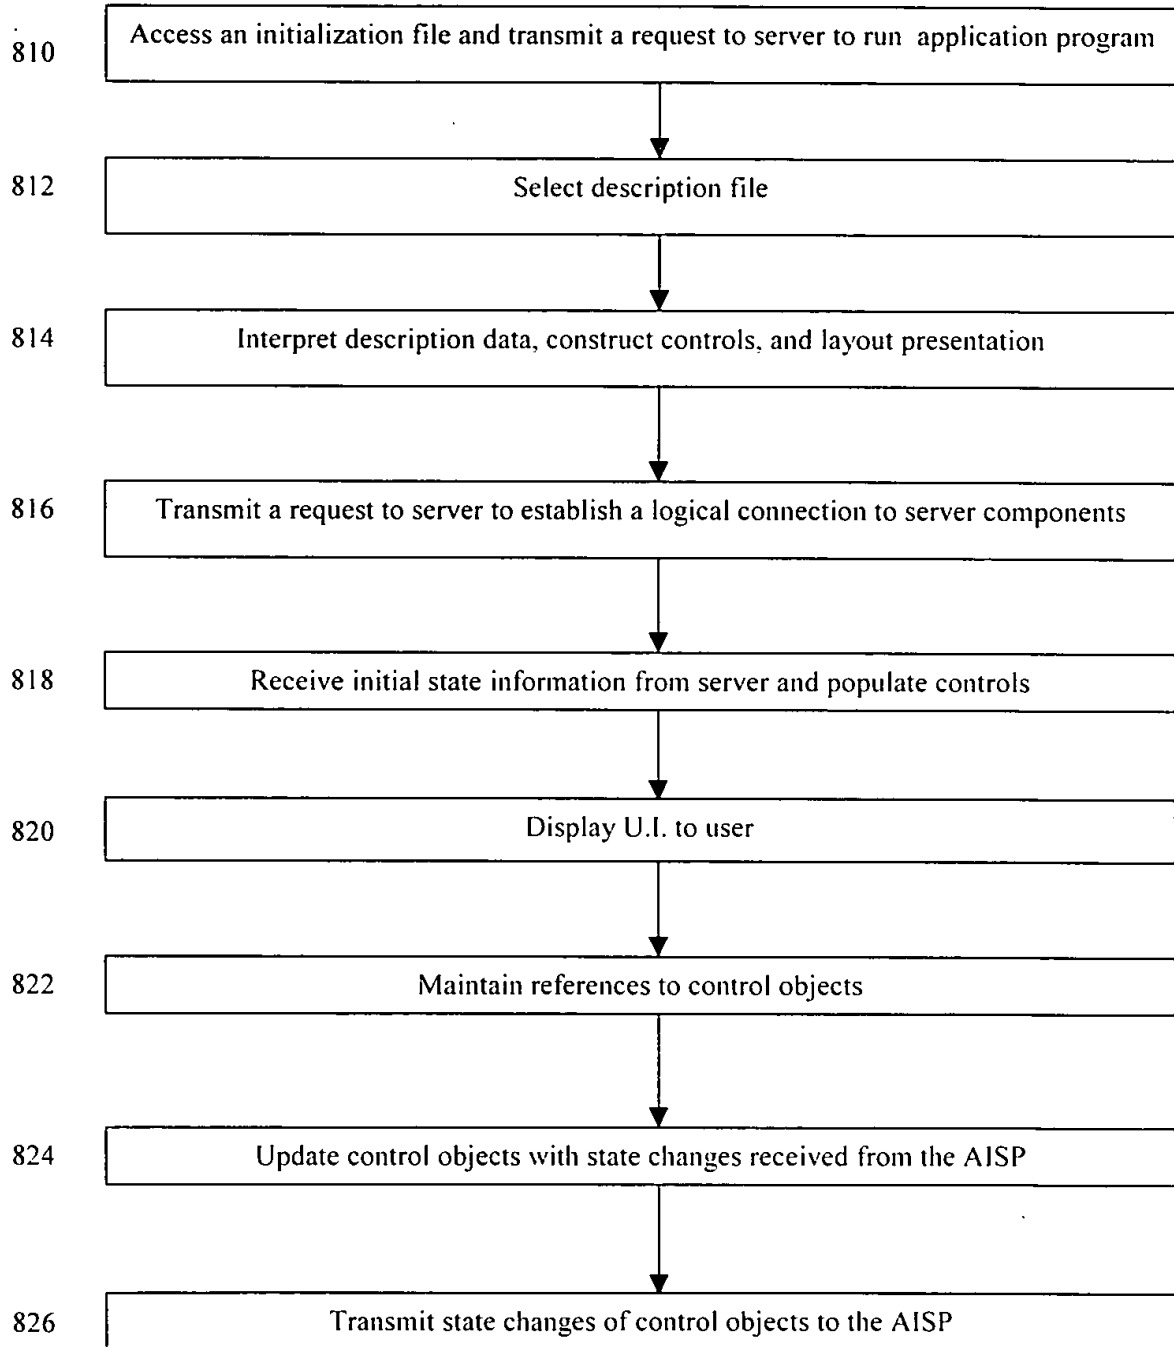 810 Access an initialization file and transmit a request to server to run application program
812 Select description file
814 Interpret description data, construct controls, and layout presentation
816 Transmit a request to server to establish a logical connection to server components
818 Receive initial state information from server and populate controls
820 Display U.I. to user
822 Maintain references to control objects
824 Update control objects with state changes received from the AISP
826 Transmit state changes of control objects to the AISP